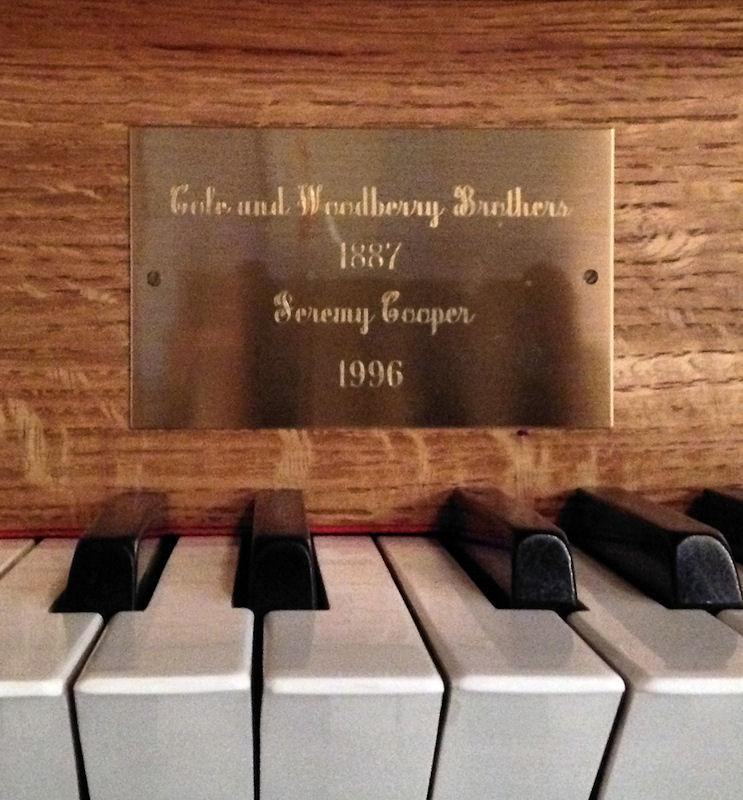 Cole and Woodberry Brothers
1887
Jeremy Cooper
1996